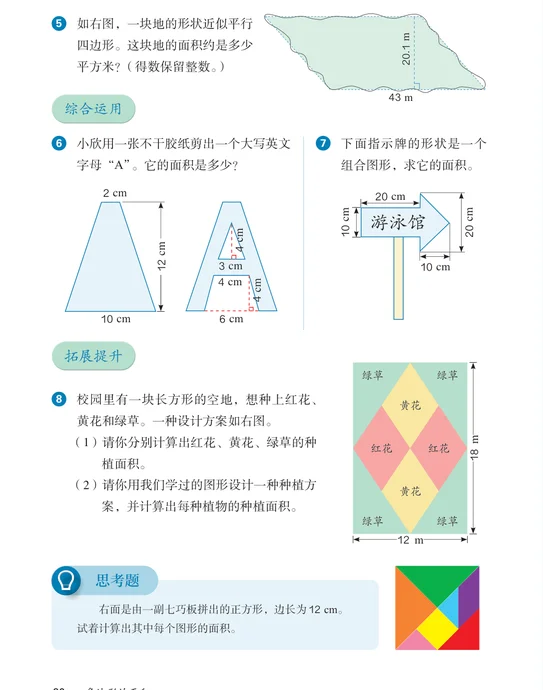 5 如右图，一块地的形状近似平行
四边形。这块地的面积约是多少
平方米？（得数保留整数。）
20.1 m
43 m
综合运用
6 小欣用一张不干胶纸剪出一个大写英文
字母“A”。它的面积是多少？
2 cm
12 cm
10 cm
4 cm
3 cm
4 cm
4 cm
6 cm
7 下面指示牌的形状是一个
组合图形，求它的面积。
20 cm
10 cm
游泳馆
20 cm
10 cm
拓展提升
8 校园里有一块长方形的空地，想种上红花、
黄花和绿草。一种设计方案如右图。
（1）请你分别计算出红花、黄花、绿草的种
植面积。
（2）请你用我们学过的图形设计一种种植方
案，并计算出每种植物的种植面积。
绿草 绿草
黄花
红花 红花
黄花
绿草 绿草
18 m
12 m
思考题
右面是由一副七巧板拼出的正方形，边长为12 cm。
试着计算出其中每个图形的面积。